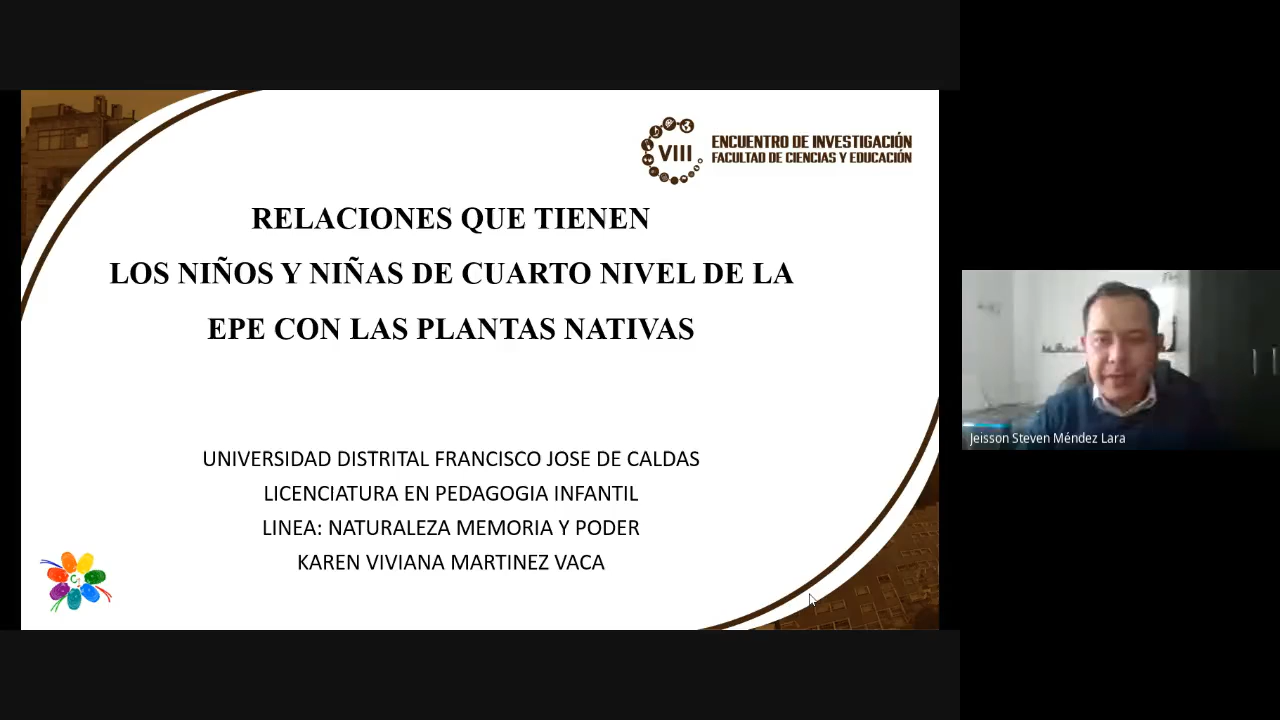 VIII
ENCUENTRO DE INVESTIGACIÓN
FACULTAD DE CIENCIAS Y EDUCACIÓN
RELACIONES QUE TIENEN
LOS NIÑOS Y NIÑAS DE CUARTO NIVEL DE LA
EPE CON LAS PLANTAS NATIVAS
UNIVERSIDAD DISTRITAL FRANCISCO JOSE DE CALDAS
LICENCIATURA EN PEDAGOGIA INFANTIL
LINEA: NATURALEZA MEMORIA Y PODER
KAREN VIVIANA MARTINEZ VACA
Jeisson Steven Méndez Lara